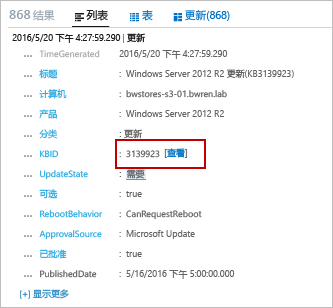 868 结果 列表 表 更新(868)
2016/5/20 下午 4:27:59.290 | 更新
... TimeGenerated : 2016/5/20 下午 4:27:59.290
... 标题 : Windows Server 2012 R2 更新(KB3139923)
... 计算机 : bwstores-s3-01.bwren.lab
... 产品 : Windows Server 2012 R2
... 分类 : 更新
... KBID : 3139923 [查看]
... UpdateState : 需要
... 可选 : true
... RebootBehavior : CanRequestReboot
... ApprovalSource : Microsoft Update
... 已批准 : true
... PublishedDate : 5/16/2016 下午 5:00:00.000
[+] 显示更多